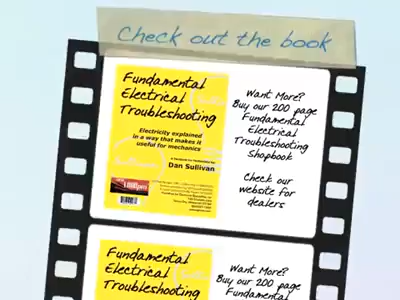 Check out the book
Fundamental
Electrical
Troubleshooting
Electricity explained
in a way that makes it
useful for mechanics
Dan Sullivan
Want More?
Buy our 200 page
Fundamental
Electrical
Troubleshooting
Shopbook
Check our
website for
dealers
Fundamental
Electrical
Troubleshooting
Want More?
Buy our 200 page
Fundamental